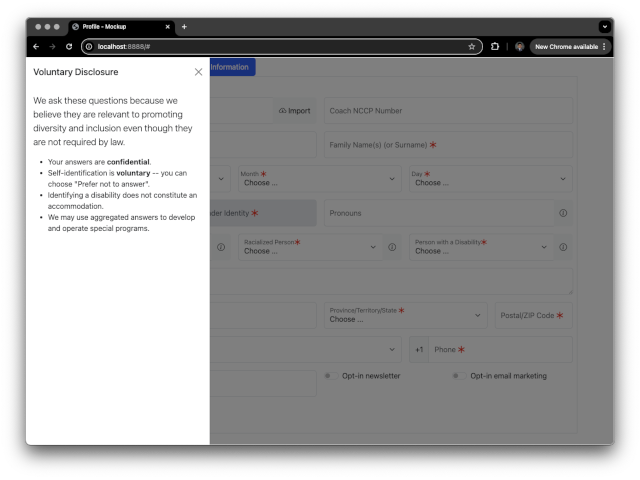 Profile - Mockup
localhost:8888/#
New Chrome available
Voluntary Disclosure
Information
We ask these questions because we
believe they are relevant to promoting
diversity and inclusion even though they
are not required by law.
• Your answers are confidential.
• Self-identification is voluntary -- you can
choose "Prefer not to answer".
• Identifying a disability does not constitute an
accommodation.
• We may use aggregated answers to develop
and operate special programs.
Import
Coach NCCP Number
Family Name(s) (or Surname) *
Month *
Choose ...
Day *
Choose ...
Identity *
Pronouns
Racialized Person*
Choose ...
Person with a Disability*
Choose ...
Province/Territory/State *
Choose ...
Postal/ZIP Code *
+1 Phone *
Opt-in newsletter
Opt-in email marketing